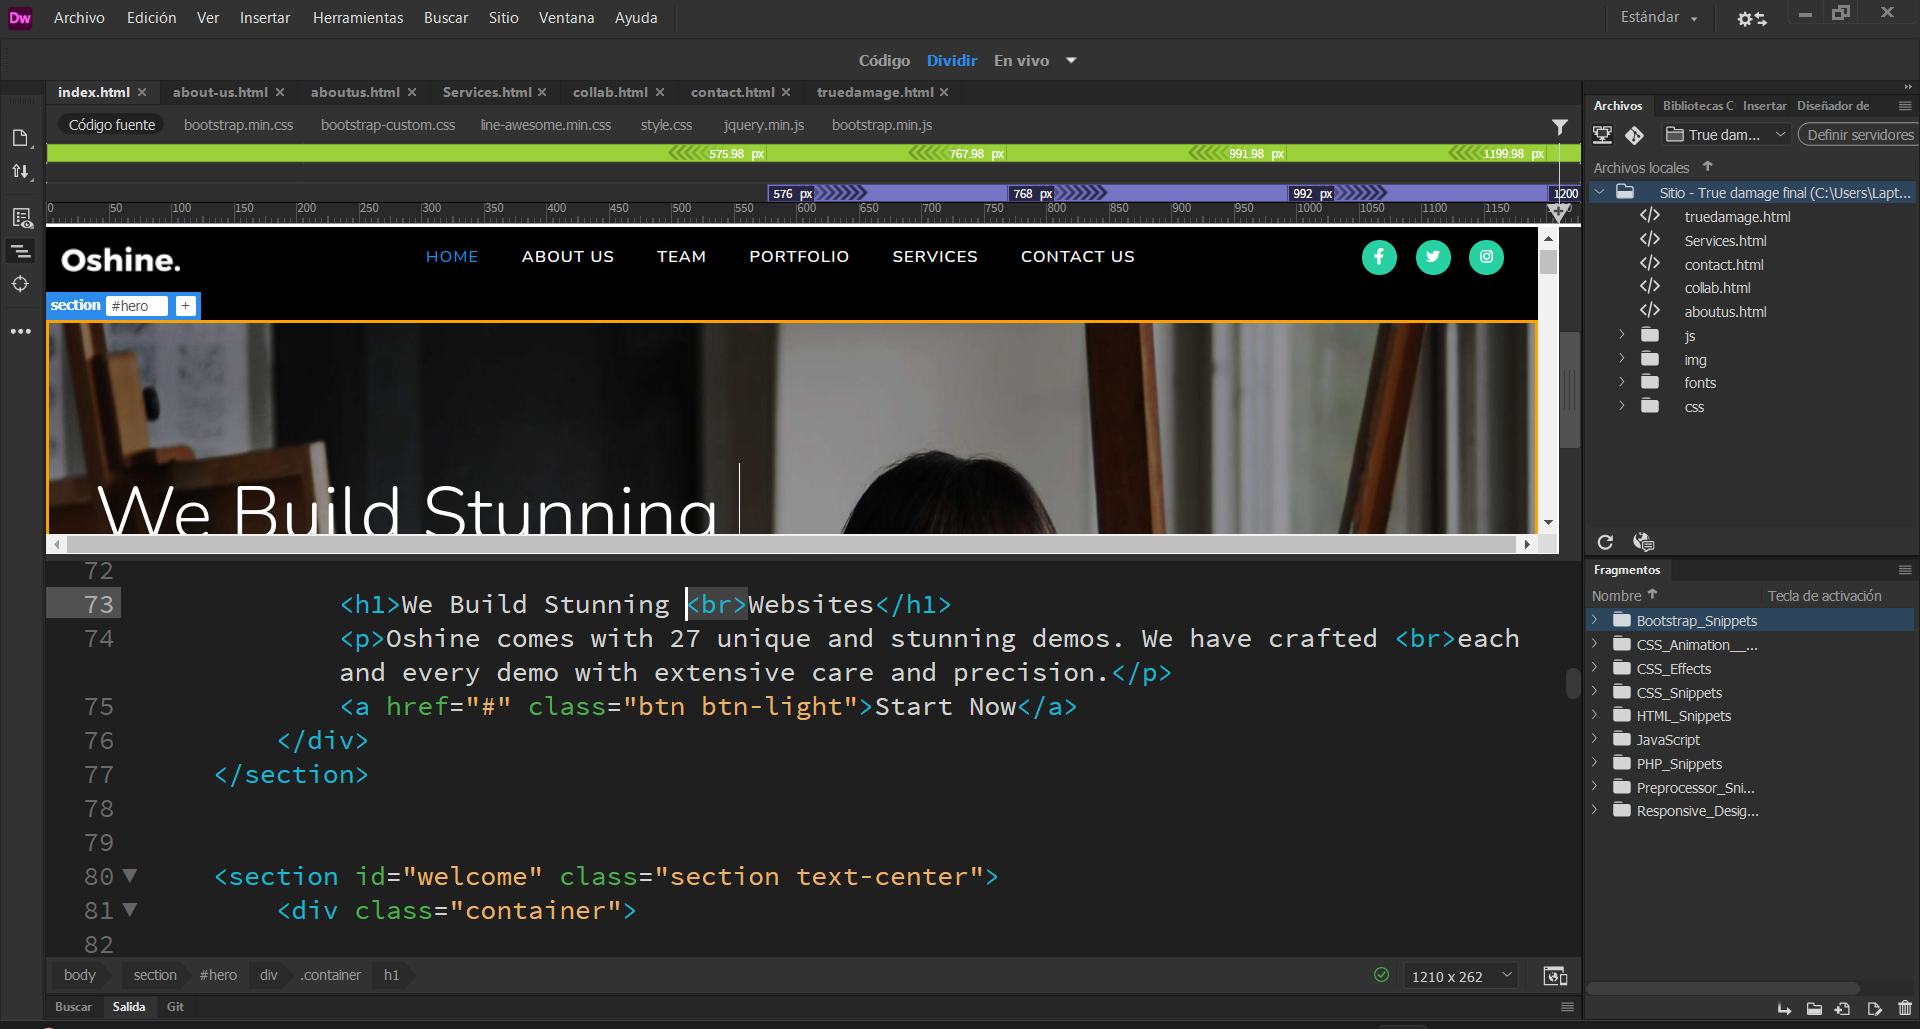 Dw Archivo Edición Ver Insertar Herramientas Buscar Sitio Ventana Ayuda Estándar
Código Dividir En vivo
index.html about-us.html aboutus.html Services.html collab.html contact.html truedamage.html
Código fuente bootstrap.min.css bootstrap-custom.css line-awesome.min.css style.css jquery.min.js bootstrap.min.js
575.98 px 767.98 px 991.98 px 1199.98 px
576 px 768 px 992 px 1200
0 50 100 150 200 250 300 350 400 450 500 550 600 650 700 750 800 850 900 950 1000 1050 1100 1150
Oshine. HOME ABOUT US TEAM PORTFOLIO SERVICES CONTACT US
section #hero +
We Build Stunning
72
73 <h1>We Build Stunning <br>Websites</h1>
74 <p>Oshine comes with 27 unique and stunning demos. We have crafted <br>each
and every demo with extensive care and precision.</p>
75 <a href="#" class="btn btn-light">Start Now</a>
76 </div>
77 </section>
78
79
80 <section id="welcome" class="section text-center">
81 <div class="container">
82
body section #hero div .container h1 1210 x 262
Buscar Salida Git
Archivos Bibliotecas C Insertar Diseñador de
True dam... Definir servidores
Archivos locales
Sitio - True damage final (C:\Users\Lapt...
truedamage.html
Services.html
contact.html
collab.html
aboutus.html
js
img
fonts
css
Fragmentos
Nombre Tecla de activación
Bootstrap_Snippets
CSS_Animation__...
CSS_Effects
CSS_Snippets
HTML_Snippets
JavaScript
PHP_Snippets
Preprocessor_Sni...
Responsive_Desig...